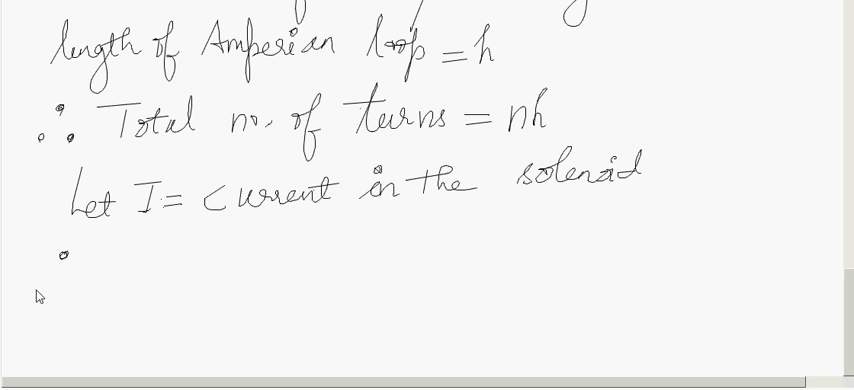 length of Amperian loop = h
∴ Total no. of turns = nh
Let I = current in the solenoid